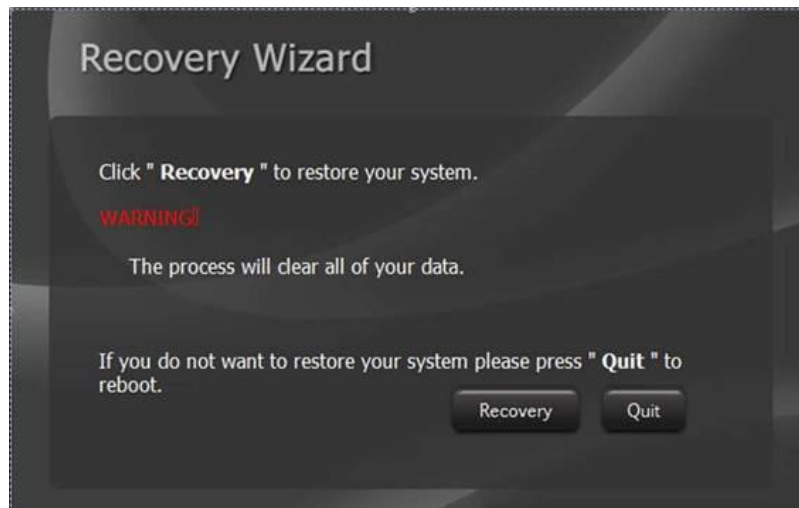 Recovery Wizard
Click " Recovery " to restore your system.
WARNING
The process will clear all of your data.
If you do not want to restore your system please press " Quit " to
reboot.
Recovery
Quit